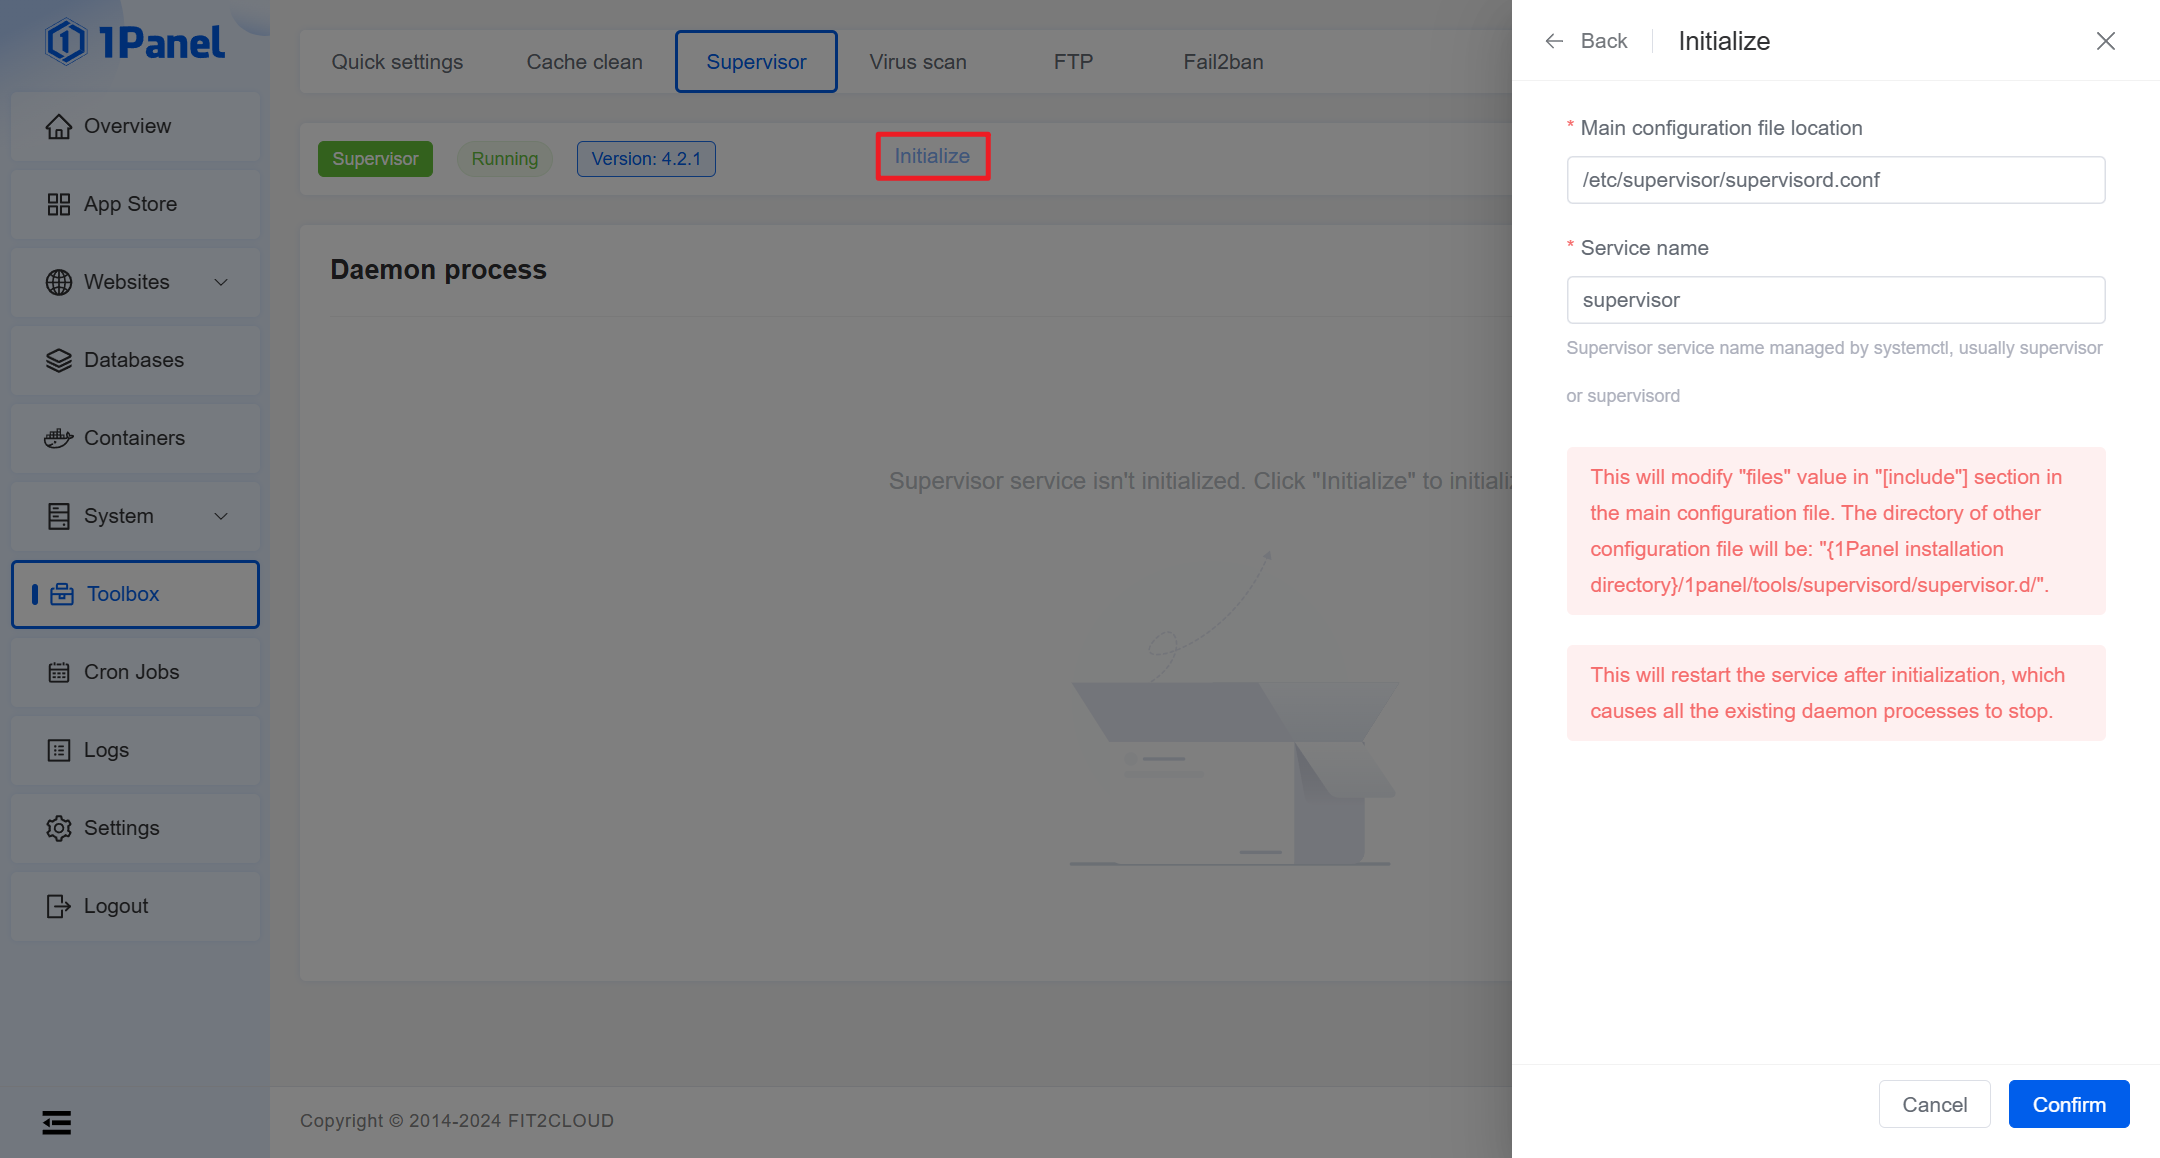 1Panel
Overview
App Store
Websites
Databases
Containers
System
Toolbox
Cron Jobs
Logs
Settings
Logout
Quick settings
Cache clean
Supervisor
Virus scan
FTP
Fail2ban
Supervisor
Running
Version: 4.2.1
Initialize
Daemon process
Supervisor service isn't initialized. Click "Initialize" to initiali
Copyright © 2014-2024 FIT2CLOUD
Back
Initialize
* Main configuration file location
/etc/supervisor/supervisord.conf
* Service name
supervisor
Supervisor service name managed by systemctl, usually supervisor
or supervisord
This will modify "files" value in "[include"] section in
the main configuration file. The directory of other
configuration file will be: "{1Panel installation
directory}/1panel/tools/supervisord/supervisor.d/".
This will restart the service after initialization, which
causes all the existing daemon processes to stop.
Cancel
Confirm